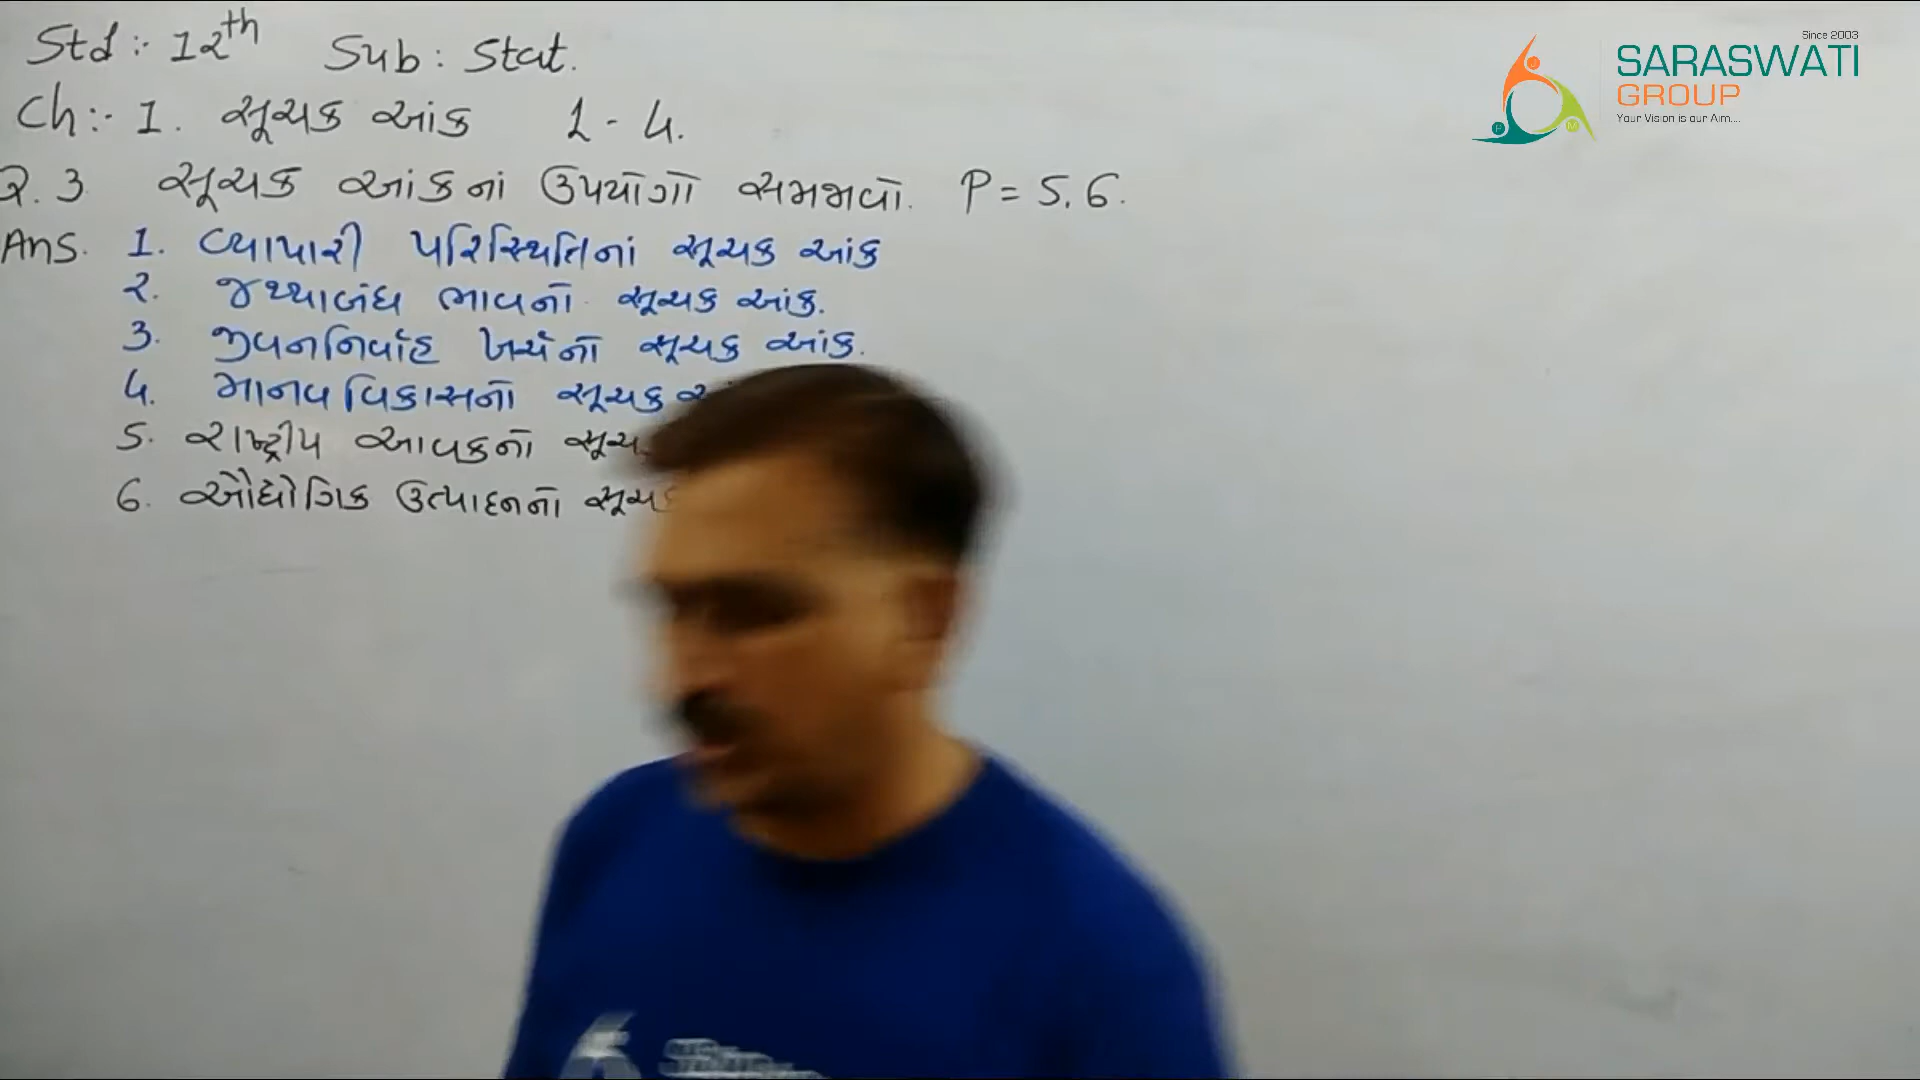 Std :- 12th Sub : Stat.
Ch :- 1. સૂચક આંક 1 - 4.
2.3 સૂચક આંકનાં ઉપયોગો સમજાવો. P = 5, 6.
Ans. 1. વ્યાપારી પરિસ્થિતિનાં સૂચક આંક
2. જથ્થાબંધ ભાવનો સૂચક આંક.
3. જીવનનિર્વાહ ખર્ચનો સૂચક આંક.
4. માનવ વિકાસનો સૂચક
5. રાષ્ટ્રીય આવકનો
6. ઔદ્યોગિક ઉત્પાદનનો
Since 2003
SARASWATI
GROUP
Your Vision is our Aim....